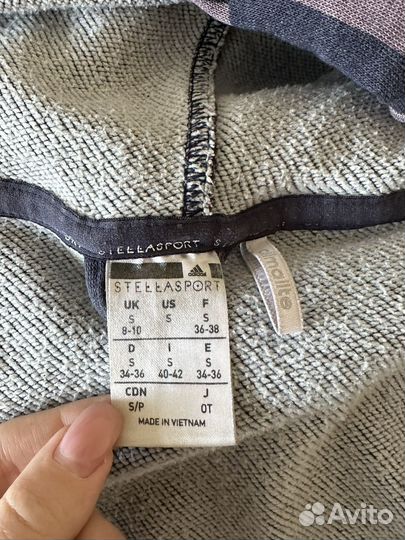 STELLASPORT
adidas
STELLASPORT
UK US F
S S S
8-10 36-38
D I E
S S S
34-36 40-42 34-36
CDN J
S/P OT
MADE IN VIETNAM
Avito